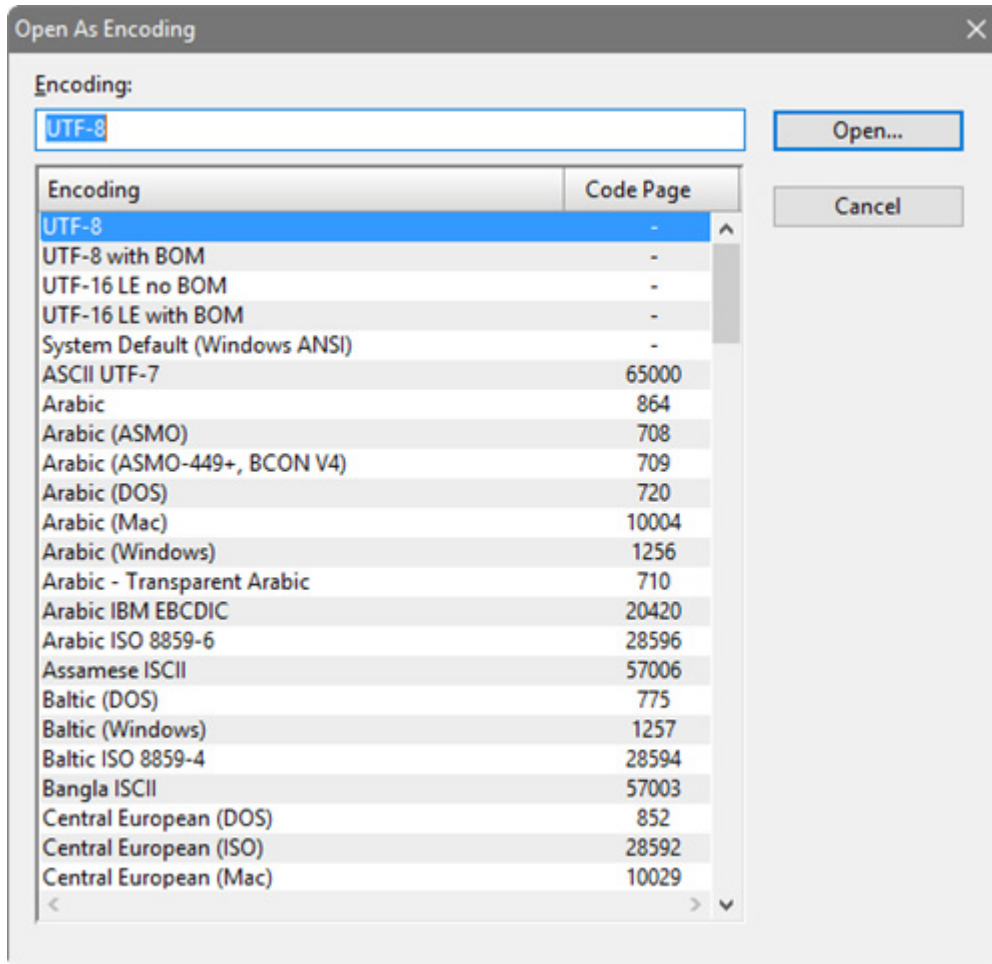 Open As Encoding
Encoding:
UTF-8
Open...
Cancel
Encoding Code Page
UTF-8 -
UTF-8 with BOM -
UTF-16 LE no BOM -
UTF-16 LE with BOM -
System Default (Windows ANSI) -
ASCII UTF-7 65000
Arabic 864
Arabic (ASMO) 708
Arabic (ASMO-449+, BCON V4) 709
Arabic (DOS) 720
Arabic (Mac) 10004
Arabic (Windows) 1256
Arabic - Transparent Arabic 710
Arabic IBM EBCDIC 20420
Arabic ISO 8859-6 28596
Assamese ISCII 57006
Baltic (DOS) 775
Baltic (Windows) 1257
Baltic ISO 8859-4 28594
Bangla ISCII 57003
Central European (DOS) 852
Central European (ISO) 28592
Central European (Mac) 10029